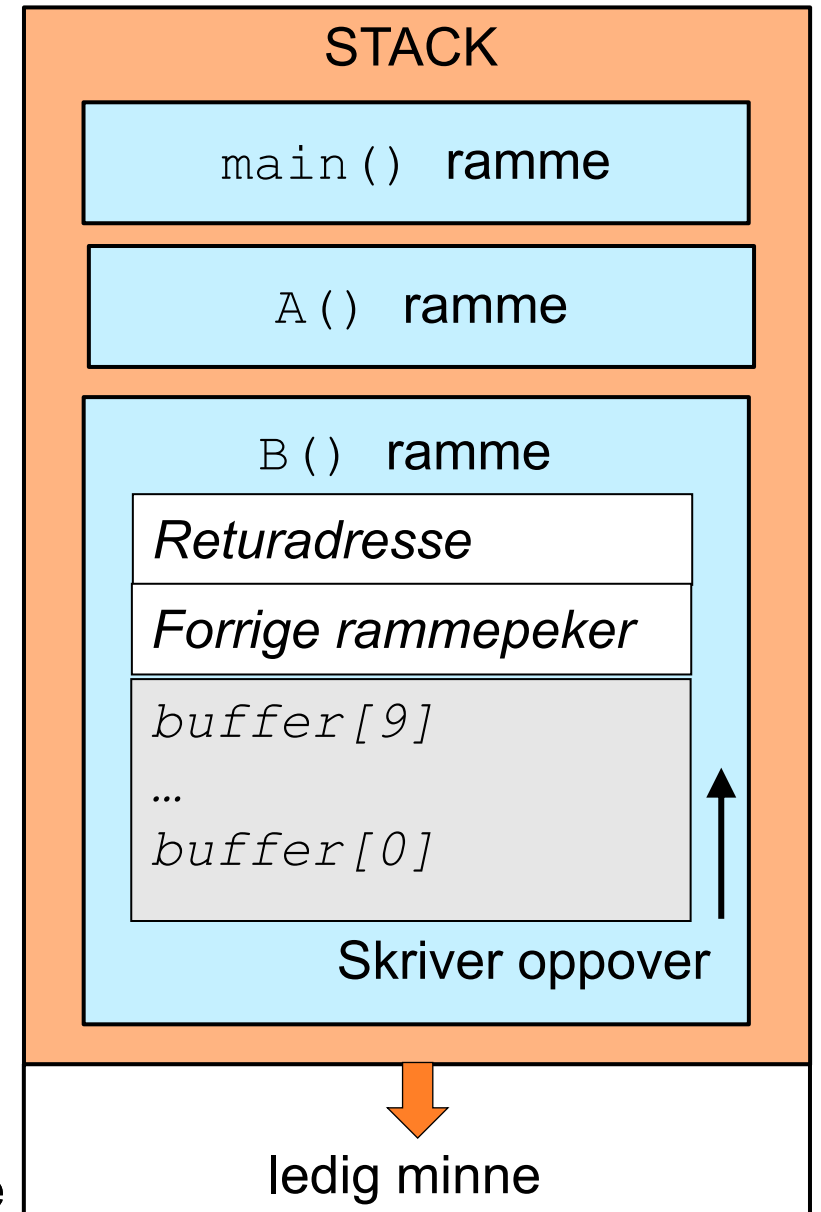 STACK
main() ramme
A() ramme
B() ramme
Returadresse
Forrige rammepeker
buffer[9]
…
buffer[0]
Skriver oppover
ledig minne